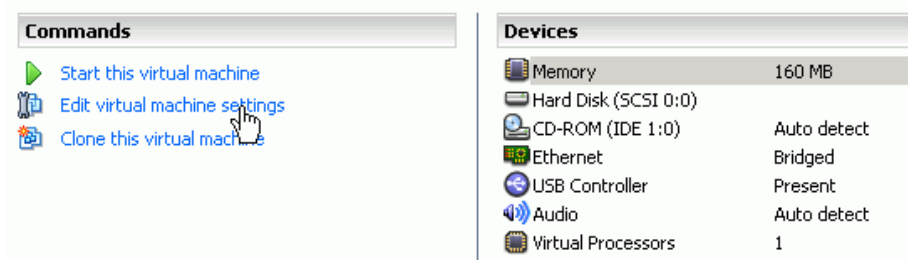 Commands
Start this virtual machine
Edit virtual machine settings
Clone this virtual machine
Devices
Memory 160 MB
Hard Disk (SCSI 0:0)
CD-ROM (IDE 1:0) Auto detect
Ethernet Bridged
USB Controller Present
Audio Auto detect
Virtual Processors 1